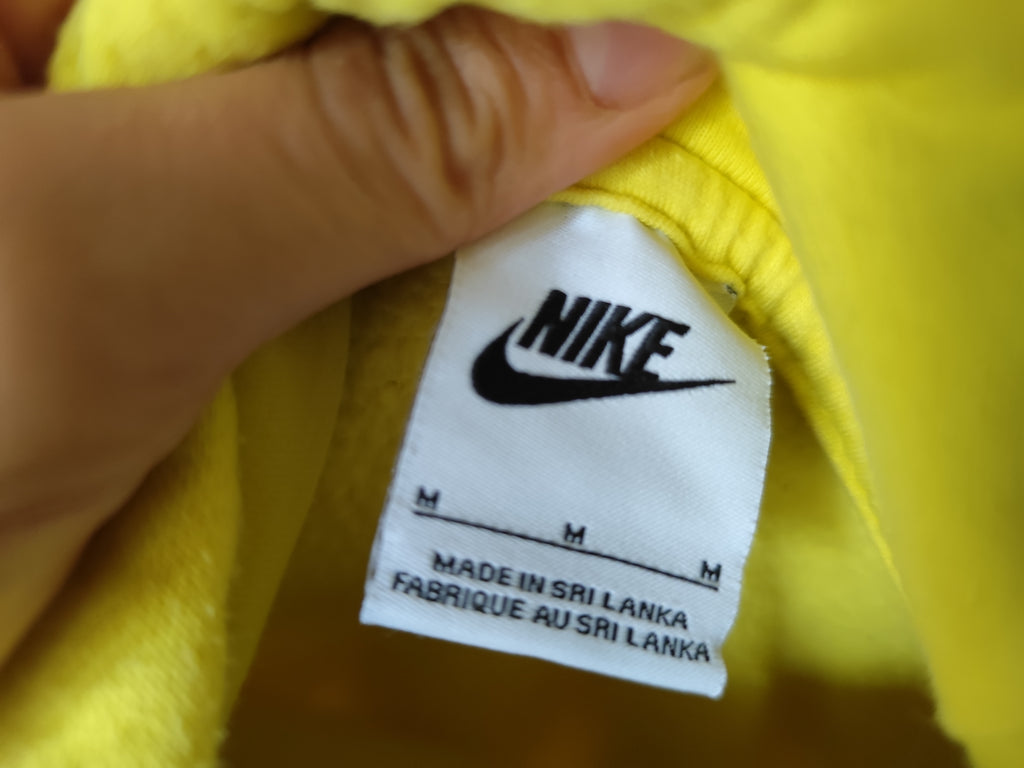 NIKE
M M M
MADE IN SRI LANKA
FABRIQUE AU SRI LANKA